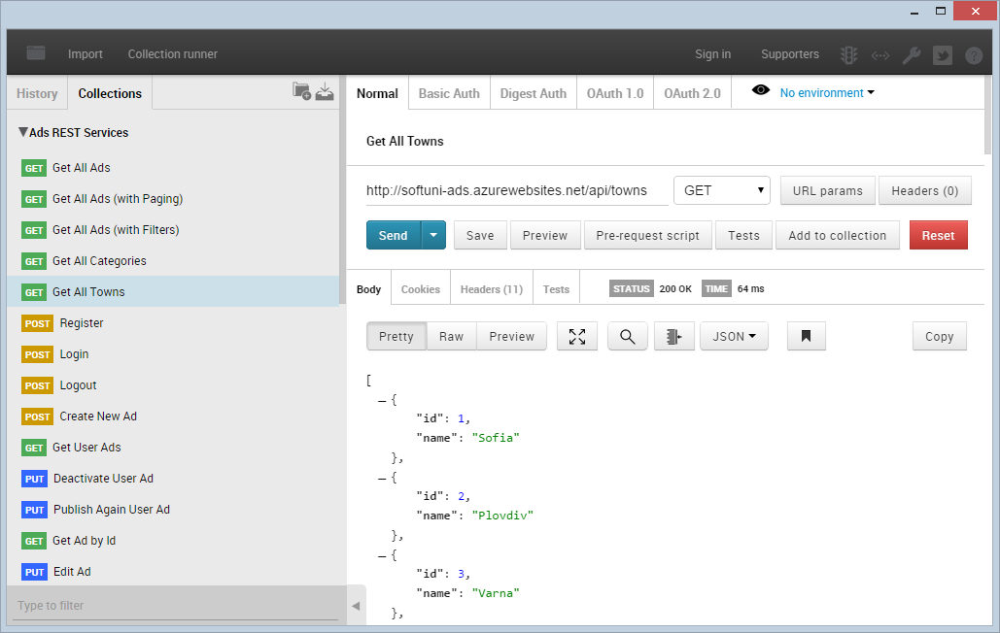 Import Collection runner Sign in Supporters
History Collections
Ads REST Services
GET Get All Ads
GET Get All Ads (with Paging)
GET Get All Ads (with Filters)
GET Get All Categories
GET Get All Towns
POST Register
POST Login
POST Logout
POST Create New Ad
GET Get User Ads
PUT Deactivate User Ad
PUT Publish Again User Ad
GET Get Ad by Id
PUT Edit Ad
Type to filter
Normal Basic Auth Digest Auth OAuth 1.0 OAuth 2.0 No environment
Get All Towns
http://softuni-ads.azurewebsites.net/api/towns GET URL params Headers (0)
Send Save Preview Pre-request script Tests Add to collection Reset
Body Cookies Headers (11) Tests STATUS 200 OK TIME 64 ms
Pretty Raw Preview JSON Copy
[
{
"id": 1,
"name": "Sofia"
},
{
"id": 2,
"name": "Plovdiv"
},
{
"id": 3,
"name": "Varna"
},